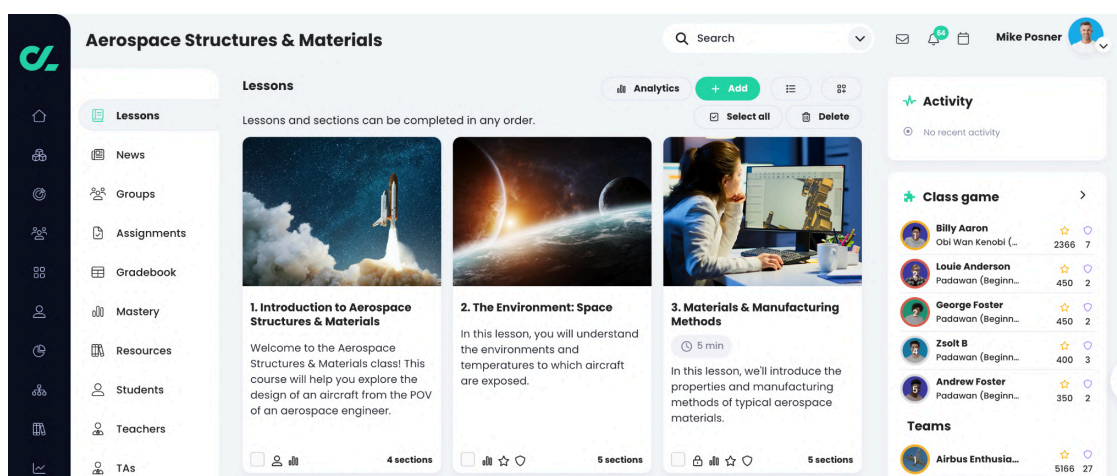 Aerospace Structures & Materials
Search
64
Mike Posner
Lessons
News
Groups
Assignments
Gradebook
Mastery
Resources
Students
Teachers
TAs
Lessons
Analytics
+ Add
Select all
Delete
Lessons and sections can be completed in any order.
1. Introduction to Aerospace
Structures & Materials
Welcome to the Aerospace
Structures & Materials class! This
course will help you explore the
design of an aircraft from the POV
of an aerospace engineer.
4 sections
2. The Environment: Space
In this lesson, you will understand
the environments and
temperatures to which aircraft
are exposed.
5 sections
3. Materials & Manufacturing
Methods
5 min
In this lesson, we'll introduce the
properties and manufacturing
methods of typical aerospace
materials.
5 sections
Activity
No recent activity
Class game
Billy Aaron
Obi Wan Kenobi (...
2366 7
Louie Anderson
Padawan (Beginn...
450 2
George Foster
Padawan (Beginn...
450 2
Zsolt B
Padawan (Beginn...
400 3
Andrew Foster
Padawan (Beginn...
350 2
Teams
Airbus Enthusia...
5166 27